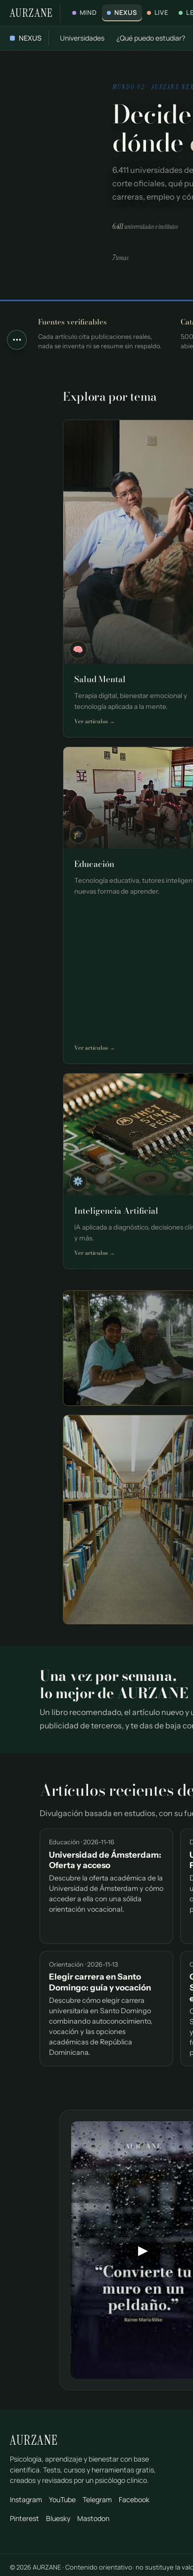 AURZANE
MIND
NEXUS
LIVE
NEXUS
Universidades
¿Qué puedo estudiar?
MUNDO 02 · AURZANE
Decide
dónde
6.411 universidades e
corte oficiales, qué
carreras, empleo y
6.411 universidades e institutos
7 temas
Fuentes verificables
Cada artículo cita publicaciones reales,
nada se inventa ni se resume sin respaldo.
Explora por tema
Salud Mental
Terapia digital, bienestar emocional y
tecnología aplicada a la mente.
Ver artículos →
Educación
Tecnología educativa, tutores
nuevas formas de aprender.
Ver artículos →
Inteligencia Artificial
IA aplicada a diagnóstico, decisiones
y más.
Ver artículos →
Una vez por semana.
lo mejor de AURZANE
Un libro recomendado, el artículo nuevo y
publicidad de terceros, y te das de baja
Artículos recientes
Divulgación basada en estudios, con su
Educación · 2026-11-16
Universidad de Ámsterdam:
Oferta y acceso
Descubre la oferta académica de la
Universidad de Ámsterdam y cómo
acceder a ella con una sólida
orientación vocacional.
Orientación · 2026-11-13
Elegir carrera en Santo
Domingo: guía y vocación
Descubre cómo elegir carrera
universitaria en Santo Domingo
combinando autoconocimiento,
vocación y las opciones
académicas de República
Dominicana.
AURZANE
“Convierte tu
muro en un
peldaño.”
Rainer Maria Rilke
AURZANE
Psicología, aprendizaje y bienestar con base
científica. Tests, cursos y herramientas gratis,
creados y revisados por un psicólogo clínico.
Instagram YouTube Telegram Facebook
Pinterest Bluesky Mastodon
© 2026 AURZANE · Contenido orientativo · no sustituye la